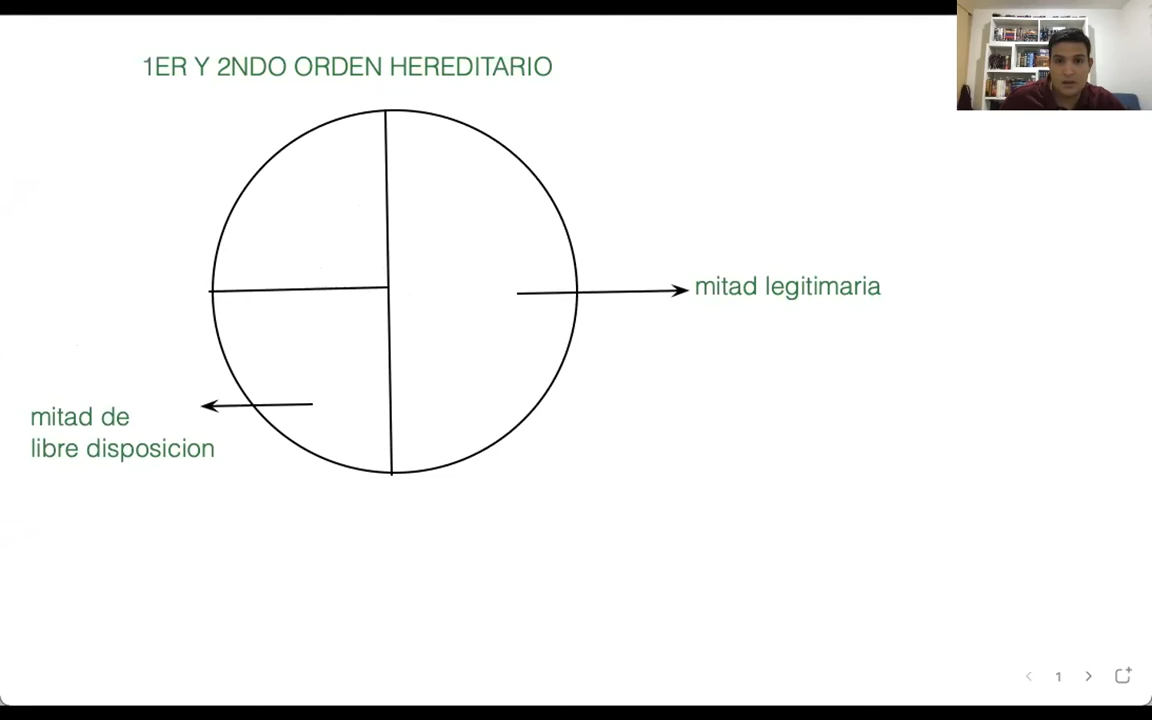 1ER Y 2NDO ORDEN HEREDITARIO
mitad legitimaria
mitad de
libre disposicion
1